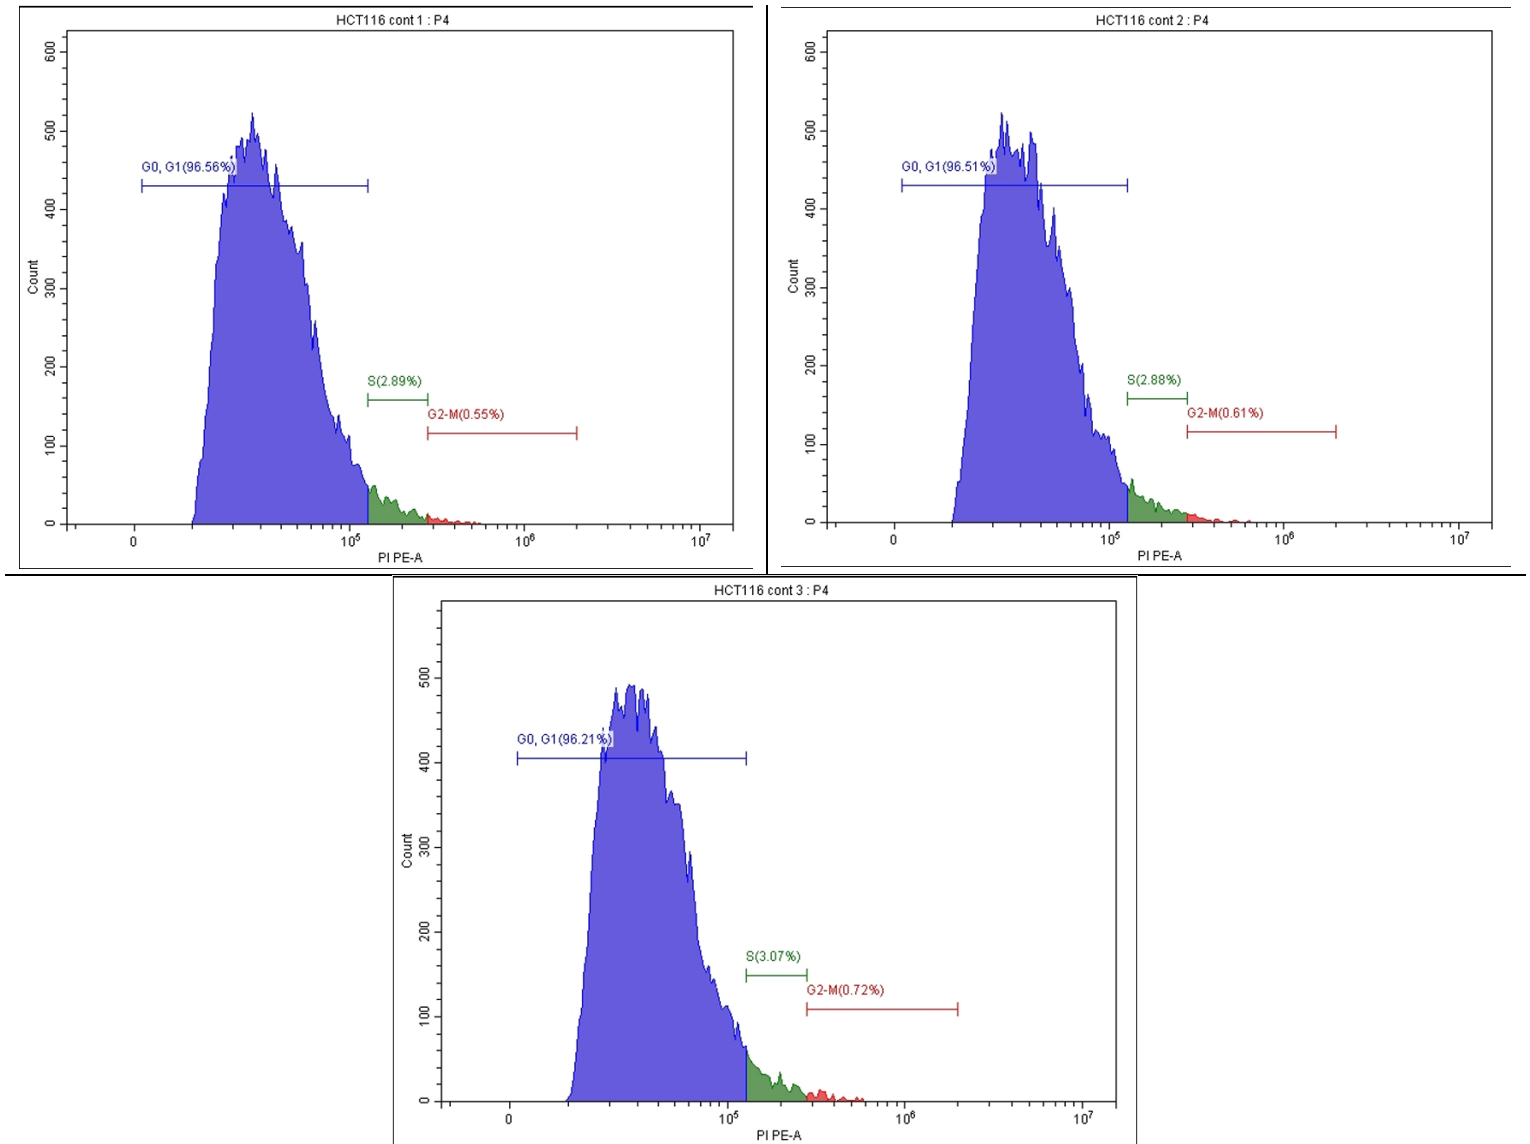 HCT116 cont 1 : P4
600
500
400
300
200
100
0
Count
G0, G1(96.56%)
S(2.89%)
G2-M(0.55%)
0 10⁵ 10⁶ 10⁷
PI PE-A
HCT116 cont 2 : P4
600
500
400
300
200
100
0
Count
G0, G1(96.51%)
S(2.88%)
G2-M(0.61%)
0 10⁵ 10⁶ 10⁷
PI PE-A
HCT116 cont 3 : P4
500
400
300
200
100
0
Count
G0, G1(96.21%)
S(3.07%)
G2-M(0.72%)
0 10⁵ 10⁶ 10⁷
PI PE-A